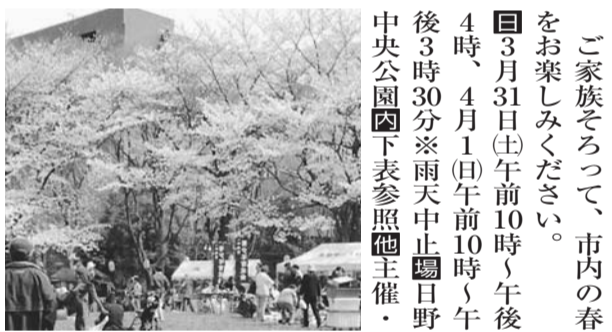 ご家族そろって、市内の春
をお楽しみください。
日3月31日㈯午前10時～午後
4時、4月1㈰午前10時～午
後3時30分※雨天中止場日野
中央公園内下表参照他主催・